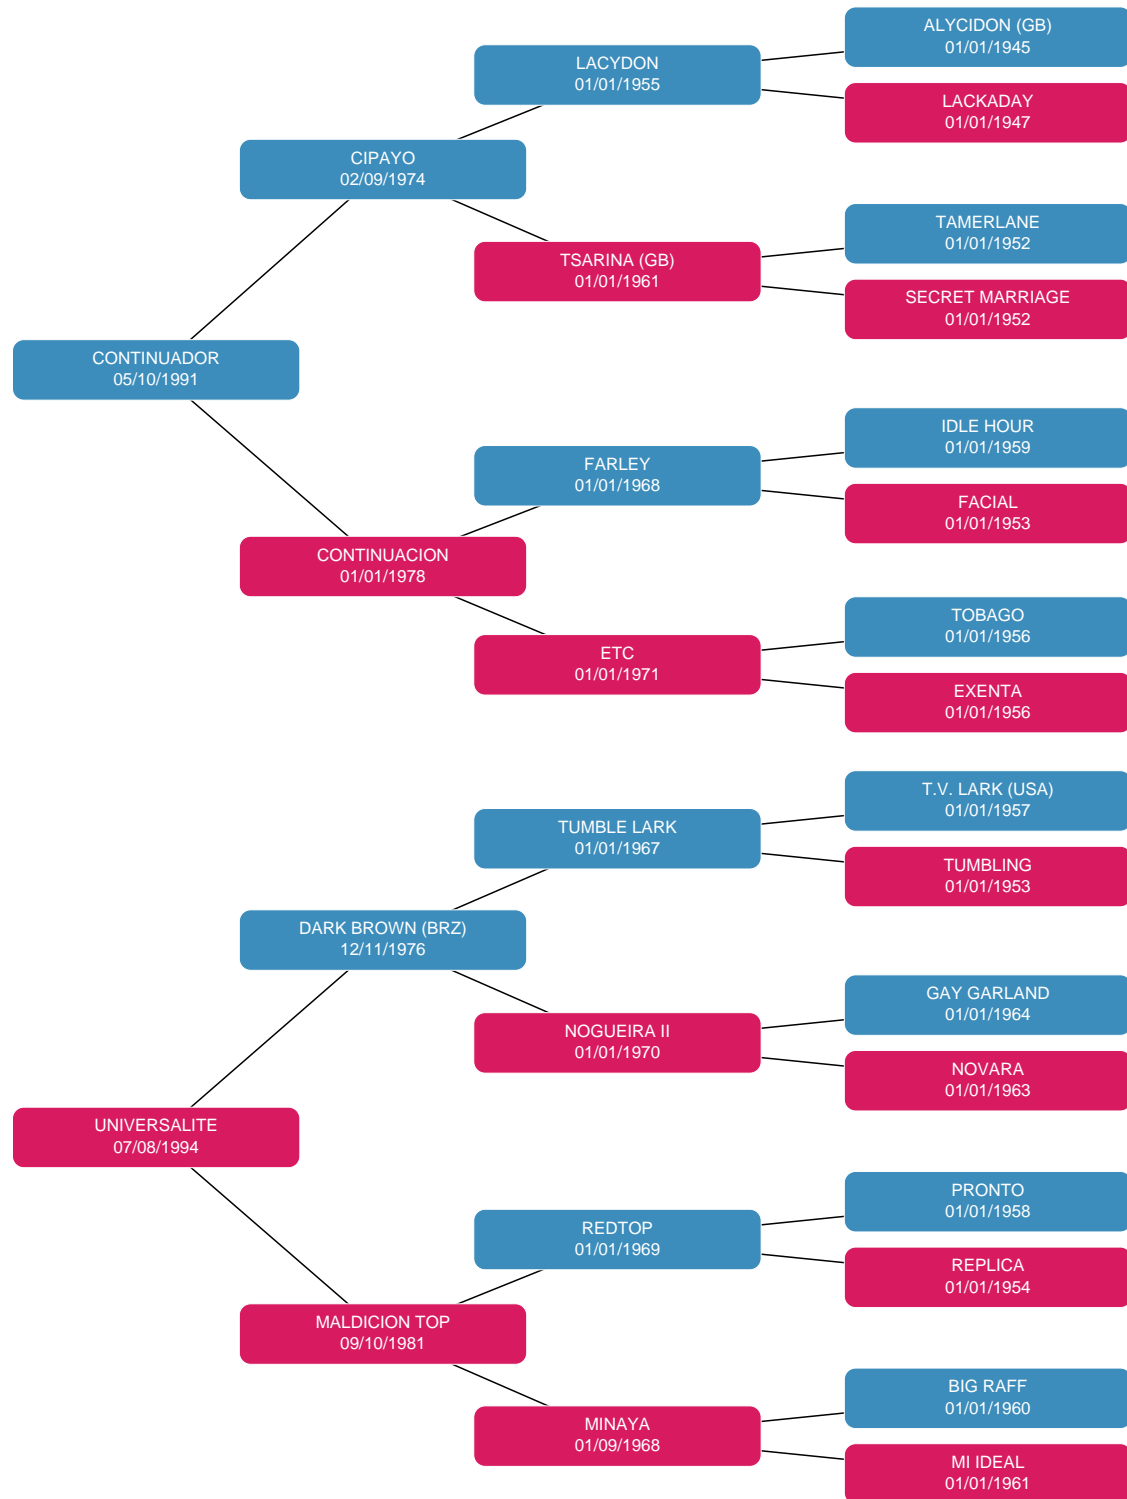 ALYCIDON (GB)
01/01/1945
LACYDON
01/01/1955
LACKADAY
01/01/1947
CIPAYO
02/09/1974
TAMERLANE
01/01/1952
TSARINA (GB)
01/01/1961
SECRET MARRIAGE
01/01/1952
CONTINUADOR
05/10/1991
IDLE HOUR
01/01/1959
FARLEY
01/01/1968
FACIAL
01/01/1953
CONTINUACION
01/01/1978
TOBAGO
01/01/1956
ETC
01/01/1971
EXENTA
01/01/1956
T.V. LARK (USA)
01/01/1957
TUMBLE LARK
01/01/1967
TUMBLING
01/01/1953
DARK BROWN (BRZ)
12/11/1976
GAY GARLAND
01/01/1964
NOGUEIRA II
01/01/1970
NOVARA
01/01/1963
UNIVERSALITE
07/08/1994
PRONTO
01/01/1958
REDTOP
01/01/1969
REPLICA
01/01/1954
MALDICION TOP
09/10/1981
BIG RAFF
01/01/1960
MINAYA
01/09/1968
MI IDEAL
01/01/1961